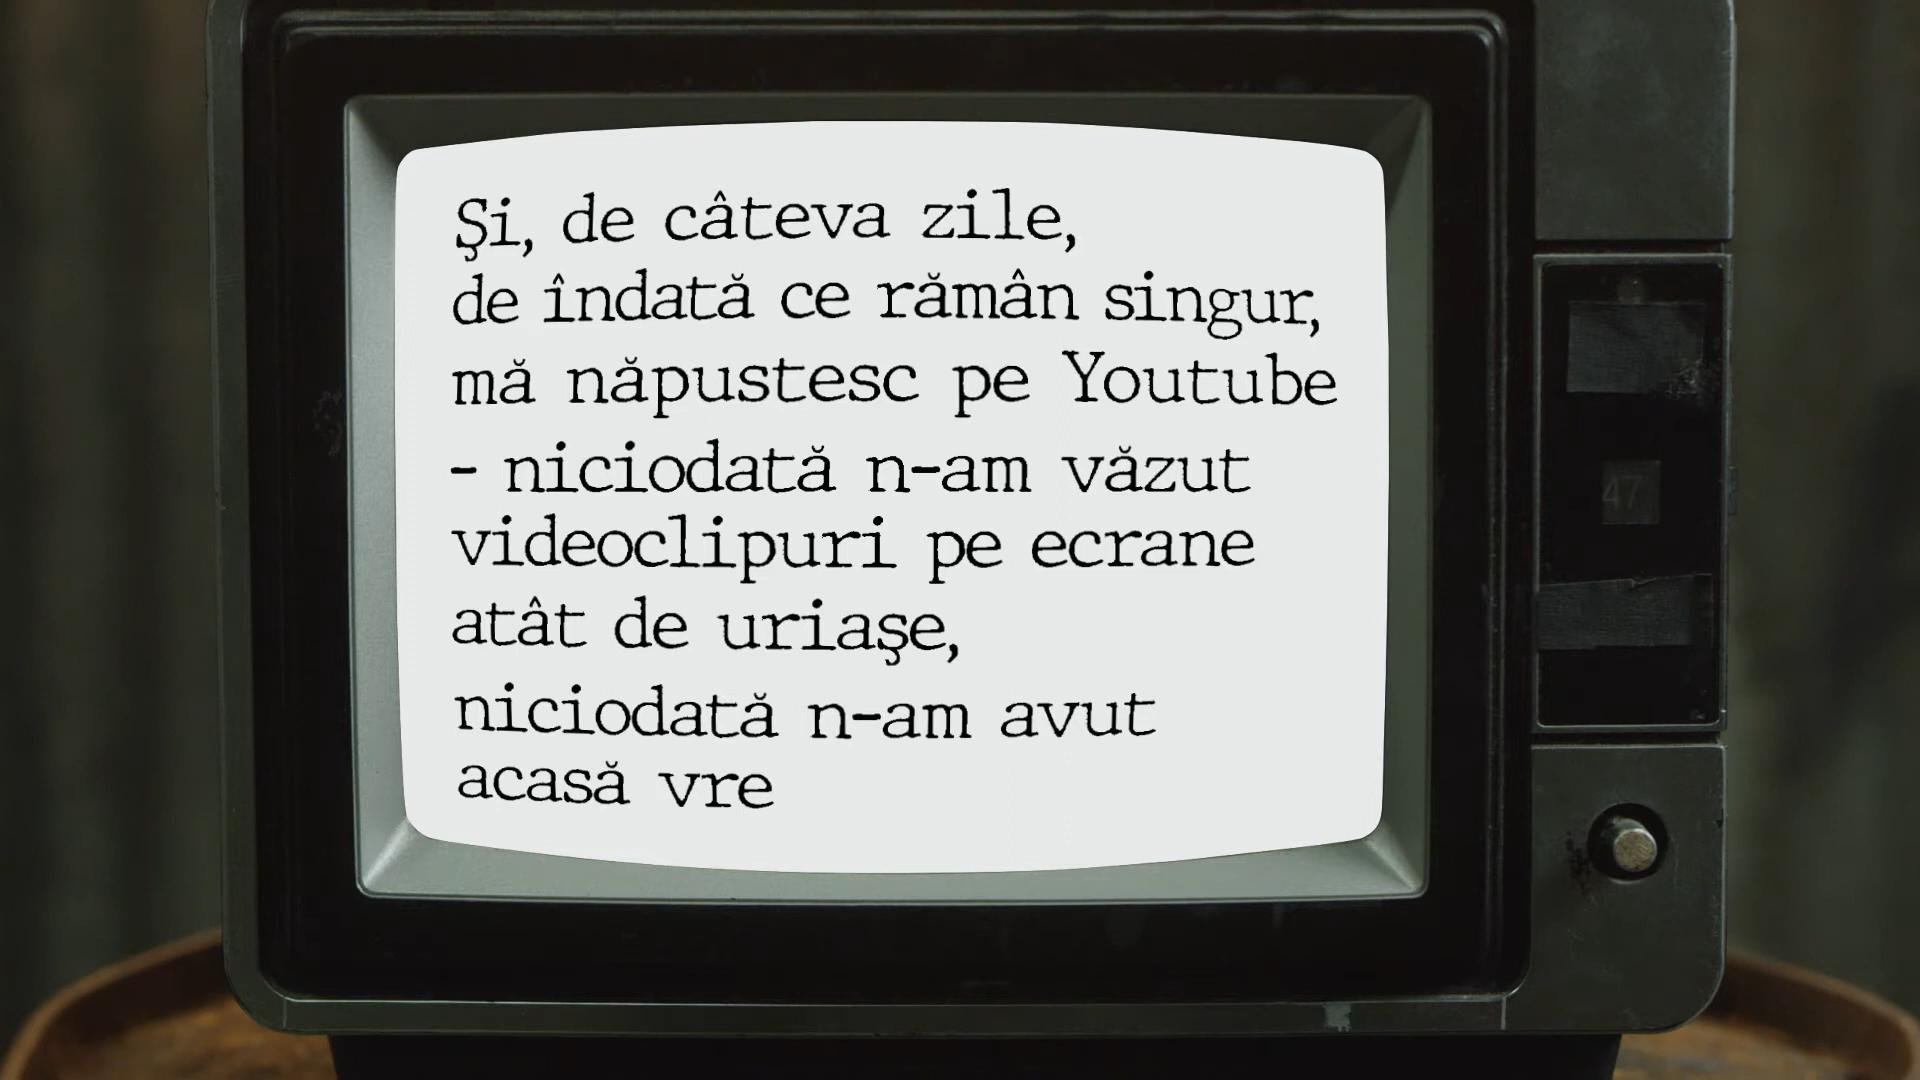 Şi, de câteva zile,
de îndată ce rămân singur,
mă năpustesc pe Youtube
- niciodată n-am văzut
videoclipuri pe ecrane
atât de uriaşe,
niciodată n-am avut
acasă vre
47